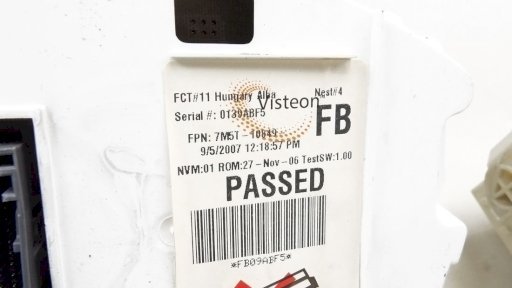 FCT#11 Hungary Alba Nest#4
Visteon
Serial #: 0139ABF5
FB
FPN: 7M5T-10849
9/5/2007 12:18:57 PM
NVM:01 ROM:27-Nov-06 TestSW:1.00
PASSED
*FB09ABF5*